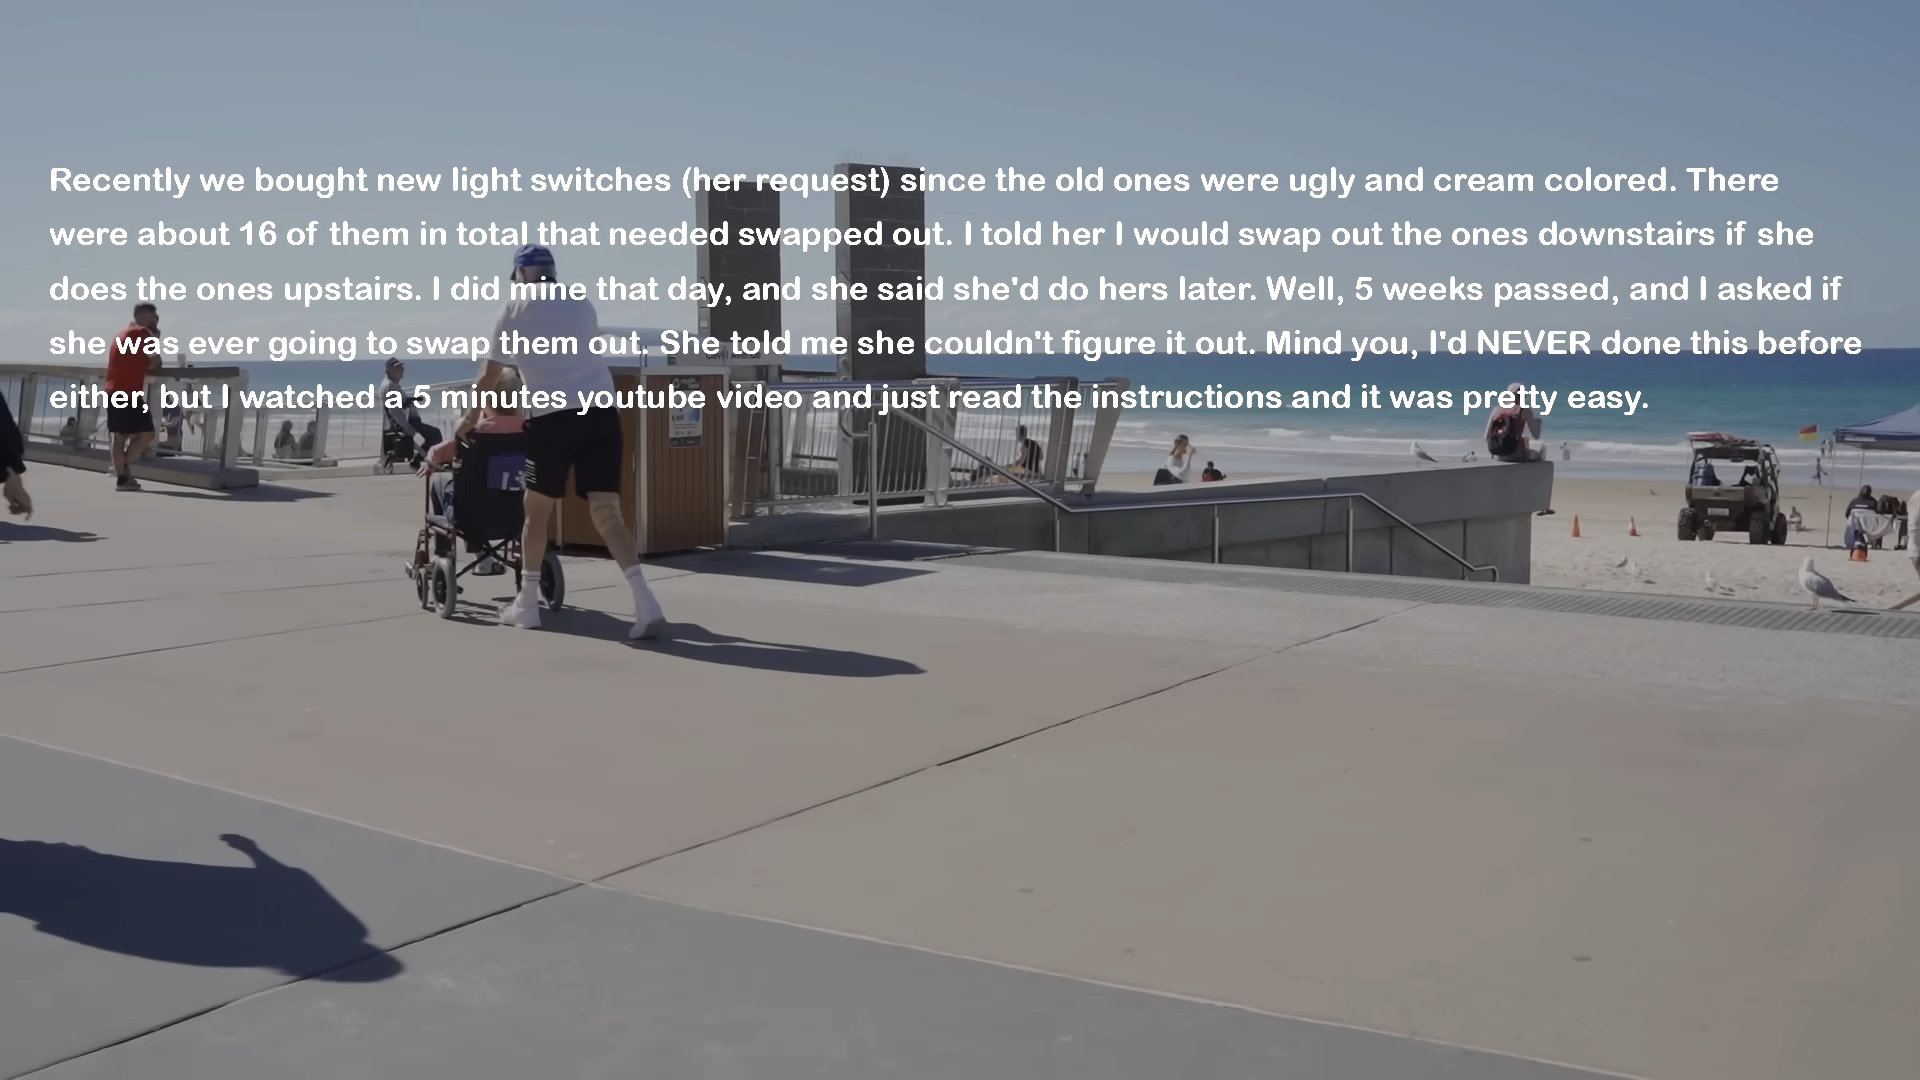 Recently we bought new light switches (her request) since the old ones were ugly and cream colored. There
were about 16 of them in total that needed swapped out. I told her I would swap out the ones downstairs if she
does the ones upstairs. I did mine that day, and she said she'd do hers later. Well, 5 weeks passed, and I asked if
she was ever going to swap them out. She told me she couldn't figure it out. Mind you, I'd NEVER done this before
either, but I watched a 5 minutes youtube video and just read the instructions and it was pretty easy.